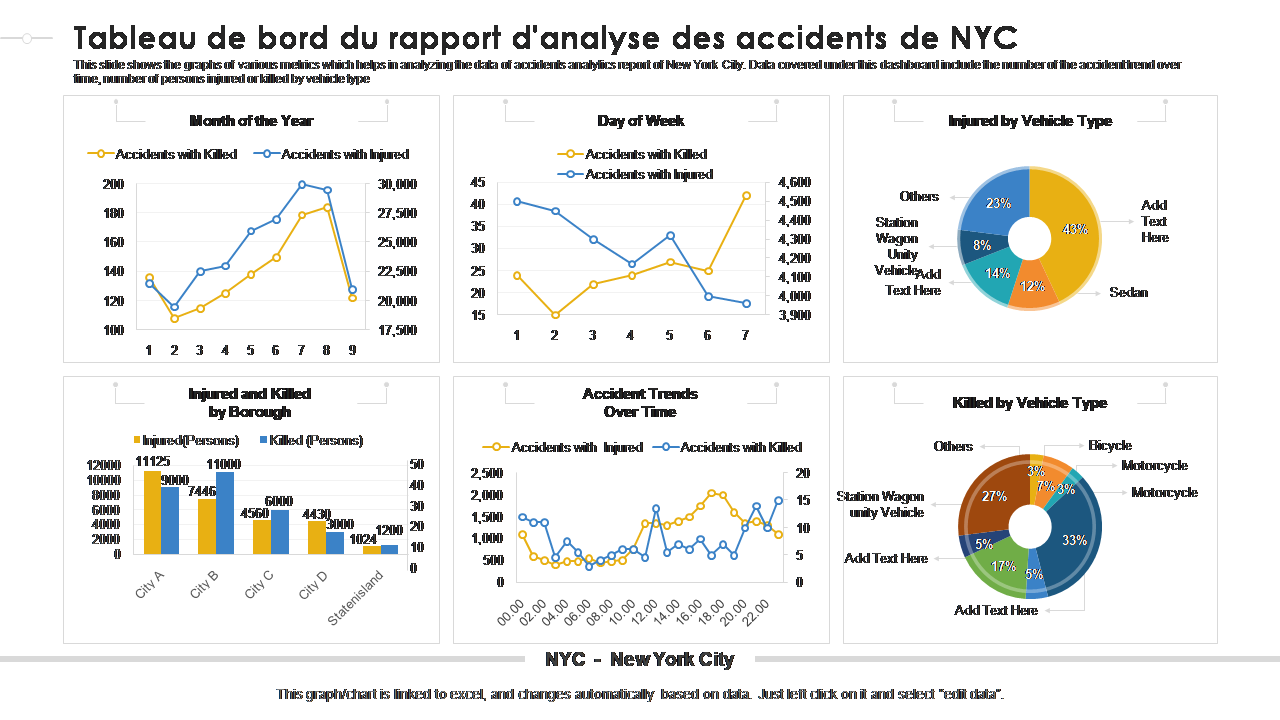 Tableau de bord du rapport d'analyse des accidents de NYC
This slide shows the graphs of various metrics which helps in analyzing the data of accidents analytics report of New York City. Data covered under this dashboard include the number of the accident trend over
time, number of persons injured or killed by vehicle type
Month of the Year
Accidents with Killed
Accidents with Injured
200
180
160
140
120
100
30,000
27,500
25,000
22,500
20,000
17,500
1 2 3 4 5 6 7 8 9
Day of Week
Accidents with Killed
Accidents with Injured
45
40
35
30
25
20
15
4,600
4,500
4,400
4,300
4,200
4,100
4,000
3,900
1 2 3 4 5 6 7
Injured by Vehicle Type
Others
Station
Wagon
Unity
Vehicle
Add
Text Here
Add
Text
Here
Sedan
23%
43%
8%
14%
12%
Injured and Killed
by Borough
Injured(Persons)
Killed (Persons)
12000
10000
8000
6000
4000
2000
0
11125
9000
7446
11000
4560
6000
4430
3000
1024
1200
50
40
30
20
10
0
City A
City B
City C
City D
Statenisland
Accident Trends
Over Time
Accidents with Injured
Accidents with Killed
2,500
2,000
1,500
1,000
500
0
20
15
10
5
0
00.00 02.00 04.00 06.00 08.00 10.00 12.00 14.00 16.00 18.00 20.00 22.00
Killed by Vehicle Type
Others
Bicycle
Motorcycle
Motorcycle
Station Wagon
unity Vehicle
Add Text Here
Add Text Here
3%
7%
3%
27%
33%
5%
17%
5%
NYC - New York City
This graph/chart is linked to excel, and changes automatically based on data. Just left click on it and select "edit data".